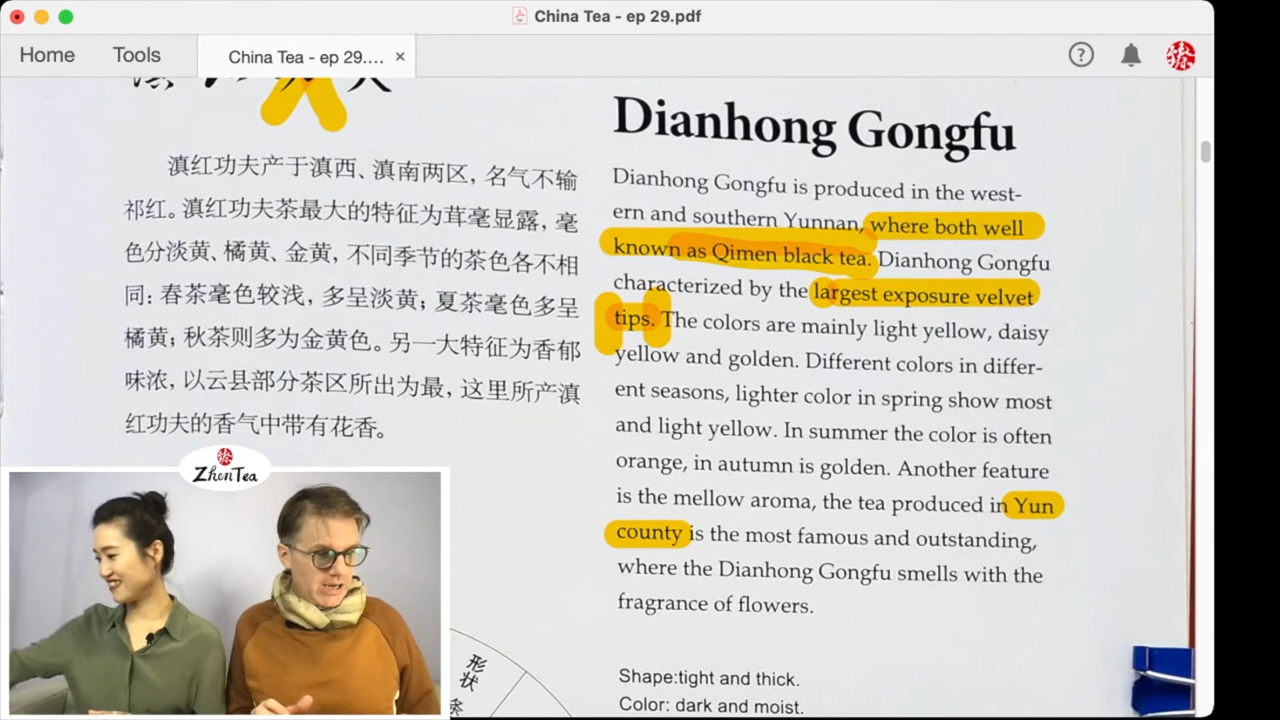 China Tea - ep 29.pdf
Home
Tools
China Tea - ep 29.…
滇红功夫产于滇西、滇南两区，名气不输
祁红。滇红功夫茶最大的特征为茸毫显露，毫
色分淡黄、橘黄、金黄，不同季节的茶色各不相
同：春茶毫色较浅，多呈淡黄；夏茶毫色多呈
橘黄；秋茶则多为金黄色。另一大特征为香郁
味浓，以云县部分茶区所出为最，这里所产滇
红功夫的香气中带有花香。
Dianhong Gongfu
Dianhong Gongfu is produced in the west-
ern and southern Yunnan, where both well
known as Qimen black tea. Dianhong Gongfu
characterized by the largest exposure velvet
tips. The colors are mainly light yellow, daisy
yellow and golden. Different colors in differ-
ent seasons, lighter color in spring show most
and light yellow. In summer the color is often
orange, in autumn is golden. Another feature
is the mellow aroma, the tea produced in Yun
county is the most famous and outstanding,
where the Dianhong Gongfu smells with the
fragrance of flowers.
Shape:tight and thick.
Color: dark and moist.
形
状
ZhenTea